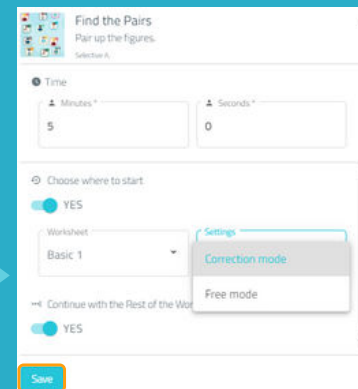 Find the Pairs
Pair up the figures.
Selective A.
Time
Minutes *
5
Seconds *
0
Choose where to start
YES
Worksheet
Basic 1
Settings
Correction mode
Free mode
Continue with the Rest of the Wor
YES
Save